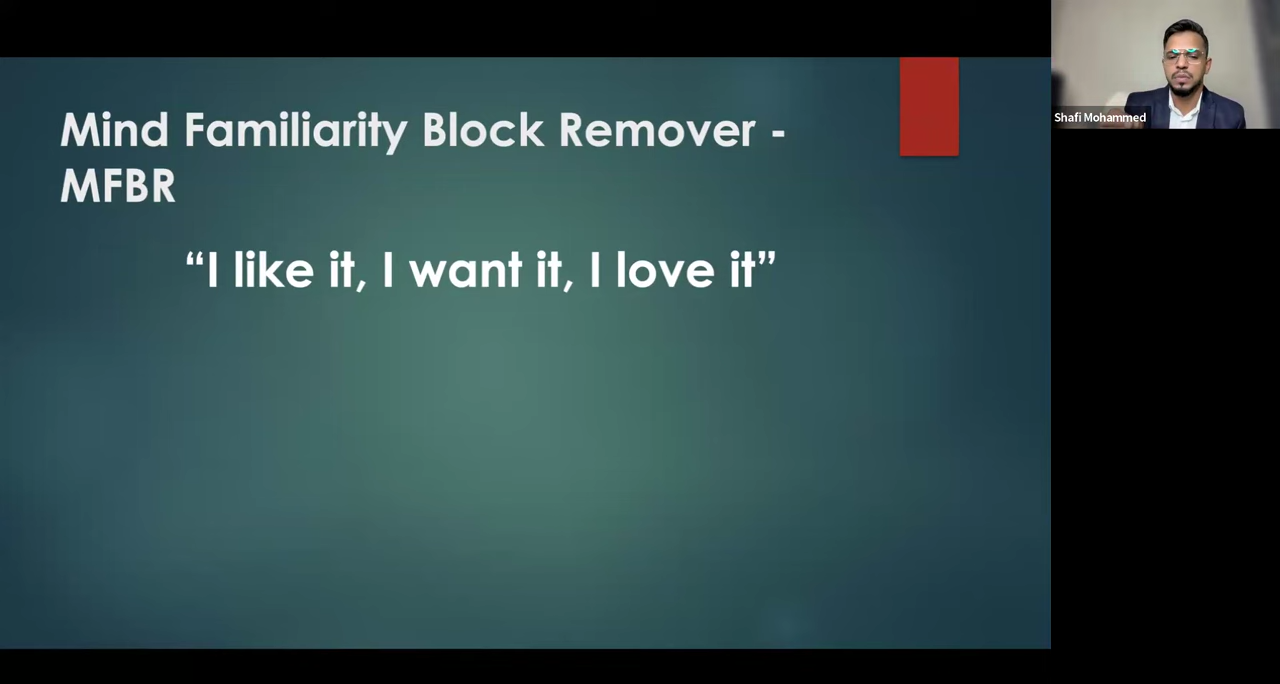 Mind Familiarity Block Remover -
MFBR
“I like it, I want it, I love it”
Shafi Mohammed